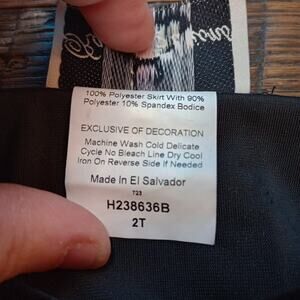 100% Polyester Skirt With 90%
Polyester 10% Spandex Bodice
EXCLUSIVE OF DECORATION
Machine Wash Cold Delicate
Cycle No Bleach Line Dry Cool
Iron On Reverse Side If Needed
Made in El Salvador
T23
H238636B
2T